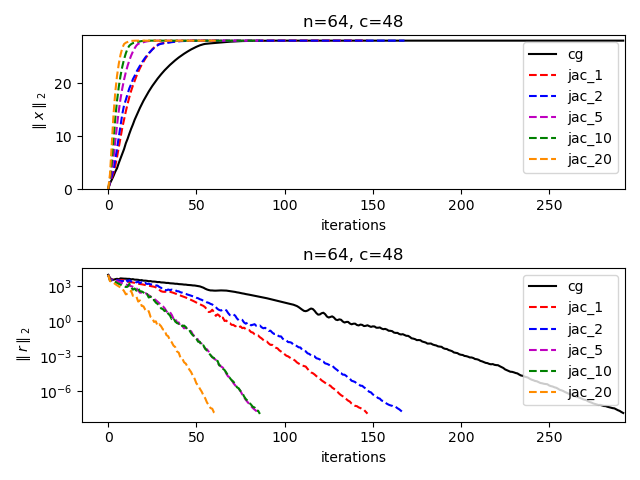 n=64, c=48
‖ x ‖₂
0
10
20
0
50
100
150
200
250
iterations
cg
jac_1
jac_2
jac_5
jac_10
jac_20
n=64, c=48
‖ r ‖₂
10³
10⁰
10⁻³
10⁻⁶
0
50
100
150
200
250
iterations
cg
jac_1
jac_2
jac_5
jac_10
jac_20